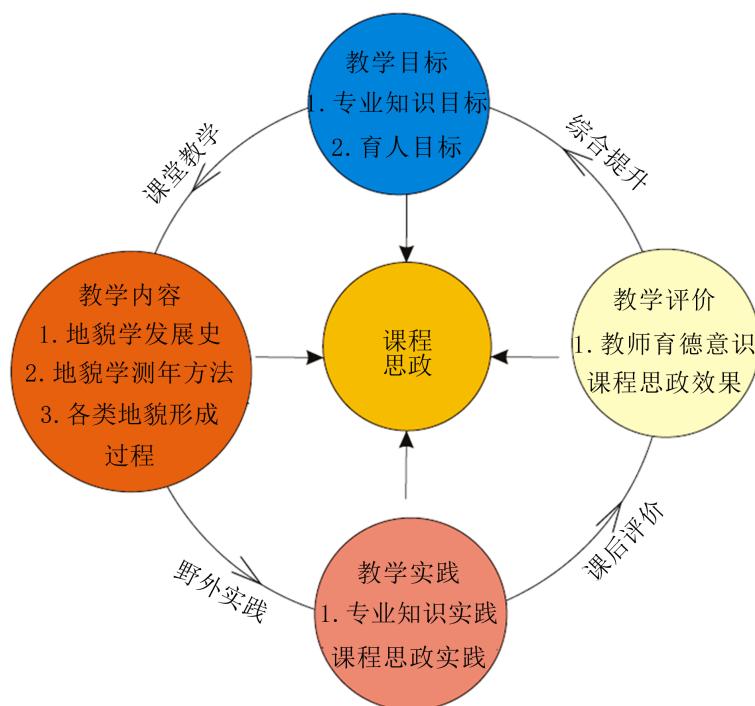 教学目标
1.专业知识目标
2.育人目标
课堂教学
综合提升
教学内容
1.地貌学发展史
2.地貌学测年方法
3.各类地貌形成
过程
课程
思政
教学评价
1.教师育德意识
课程思政效果
野外实践
课后评价
教学实践
1.专业知识实践
课程思政实践